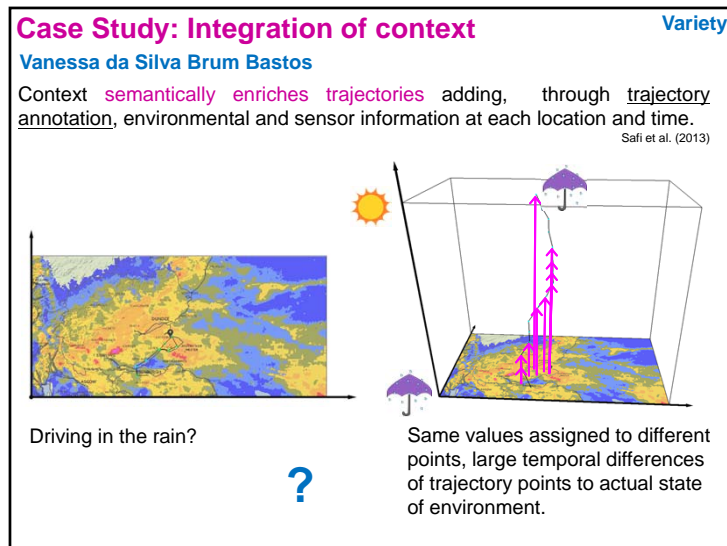 Case Study: Integration of context
Variety
Vanessa da Silva Brum Bastos
Context semantically enriches trajectories adding, through trajectory
annotation, environmental and sensor information at each location and time.
Safi et al. (2013)
Driving in the rain?
?
Same values assigned to different
points, large temporal differences
of trajectory points to actual state
of environment.